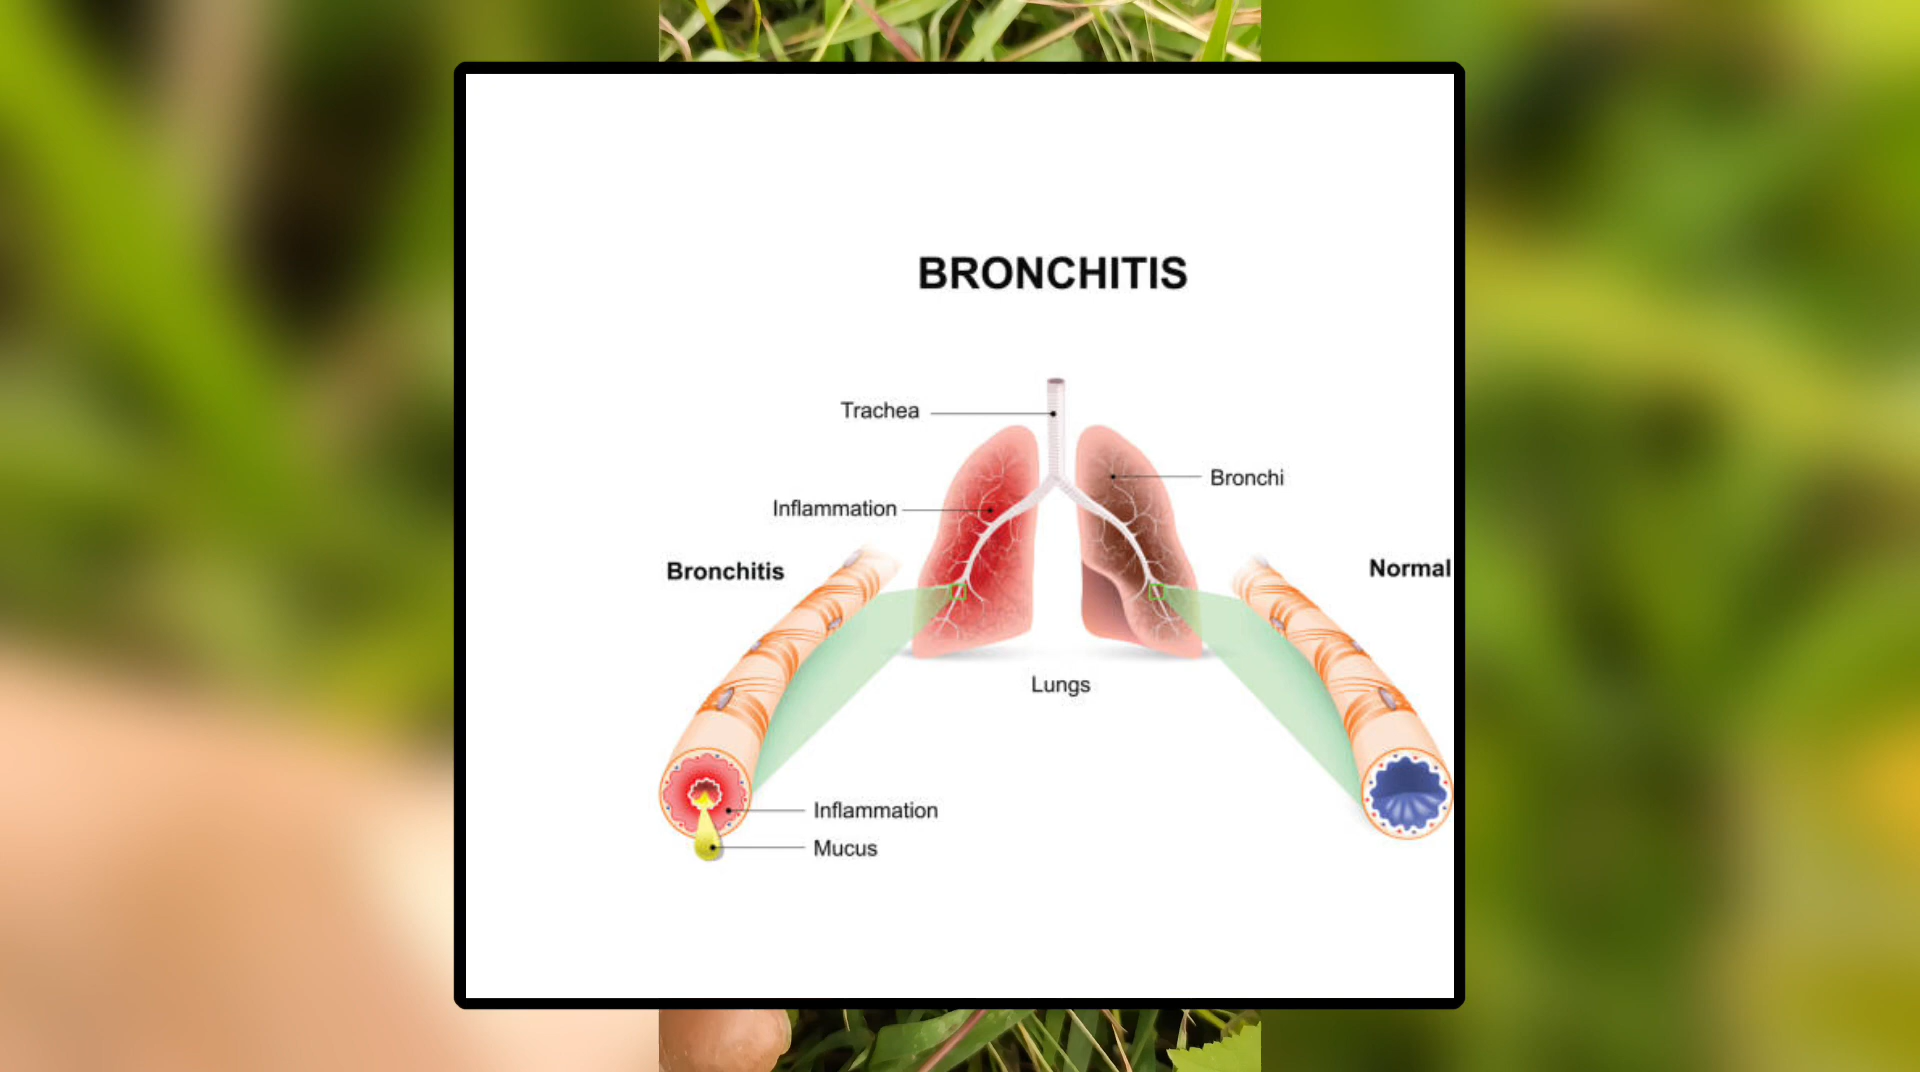 BRONCHITIS
Trachea
Bronchi
Inflammation
Bronchitis
Normal
Lungs
Inflammation
Mucus